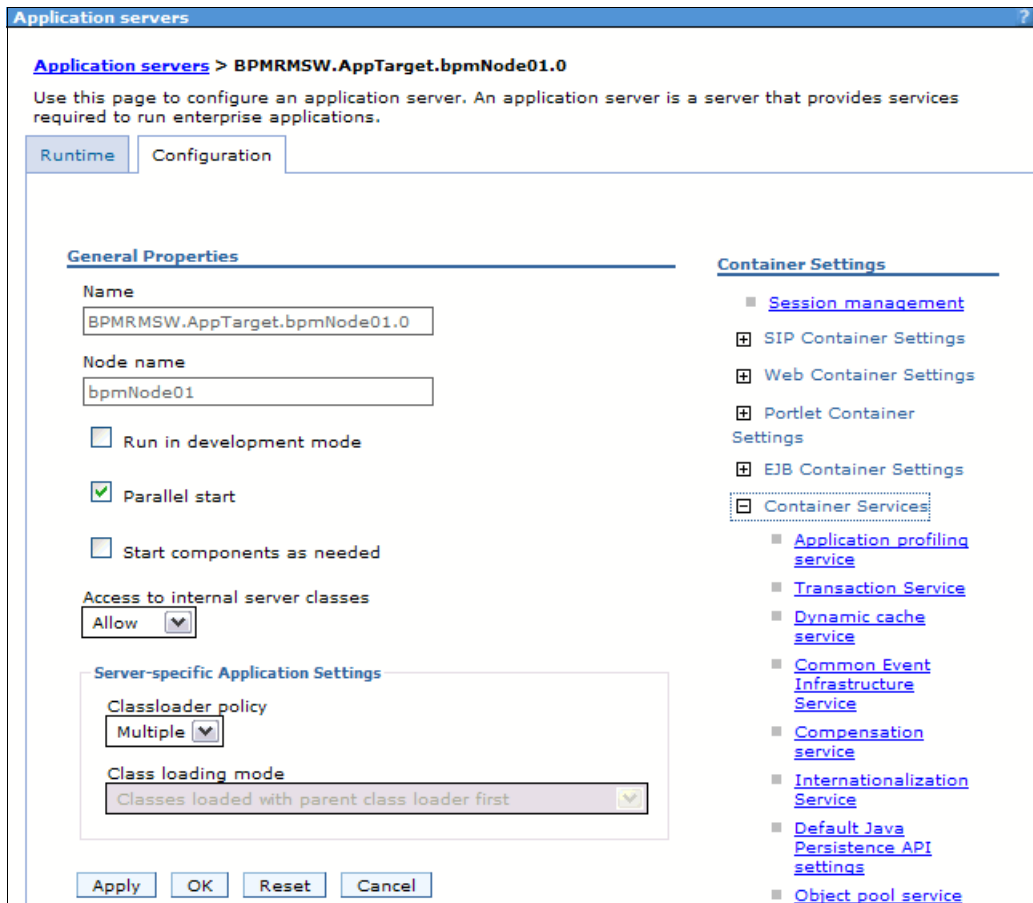 Application servers
?
Application servers > BPMRMSW.AppTarget.bpmNode01.0
Use this page to configure an application server. An application server is a server that provides services
required to run enterprise applications.
Runtime
Configuration
General Properties
Name
BPMRMSW.AppTarget.bpmNode01.0
Node name
bpmNode01
Run in development mode
Parallel start
Start components as needed
Access to internal server classes
Allow
Server-specific Application Settings
Classloader policy
Multiple
Class loading mode
Classes loaded with parent class loader first
Apply
OK
Reset
Cancel
Container Settings
Session management
SIP Container Settings
Web Container Settings
Portlet Container
Settings
EJB Container Settings
Container Services
Application profiling
service
Transaction Service
Dynamic cache
service
Common Event
Infrastructure
Service
Compensation
service
Internationalization
Service
Default Java
Persistence API
settings
Object pool service